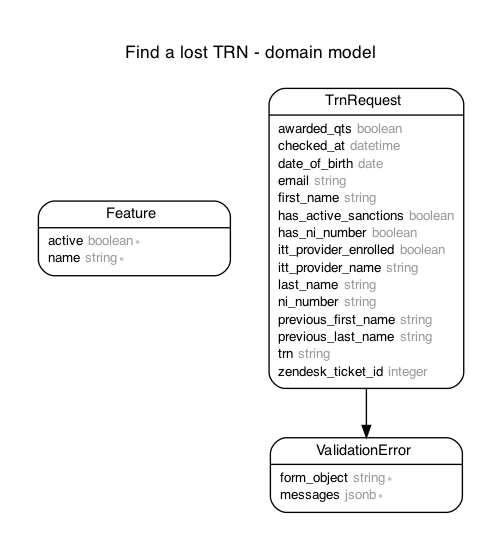 Find a lost TRN - domain model
TrnRequest
awarded_qts boolean
checked_at datetime
date_of_birth date
email string
first_name string
has_active_sanctions boolean
has_ni_number boolean
itt_provider_enrolled boolean
itt_provider_name string
last_name string
ni_number string
previous_first_name string
previous_last_name string
trn string
zendesk_ticket_id integer
Feature
active boolean *
name string *
ValidationError
form_object string *
messages jsonb *